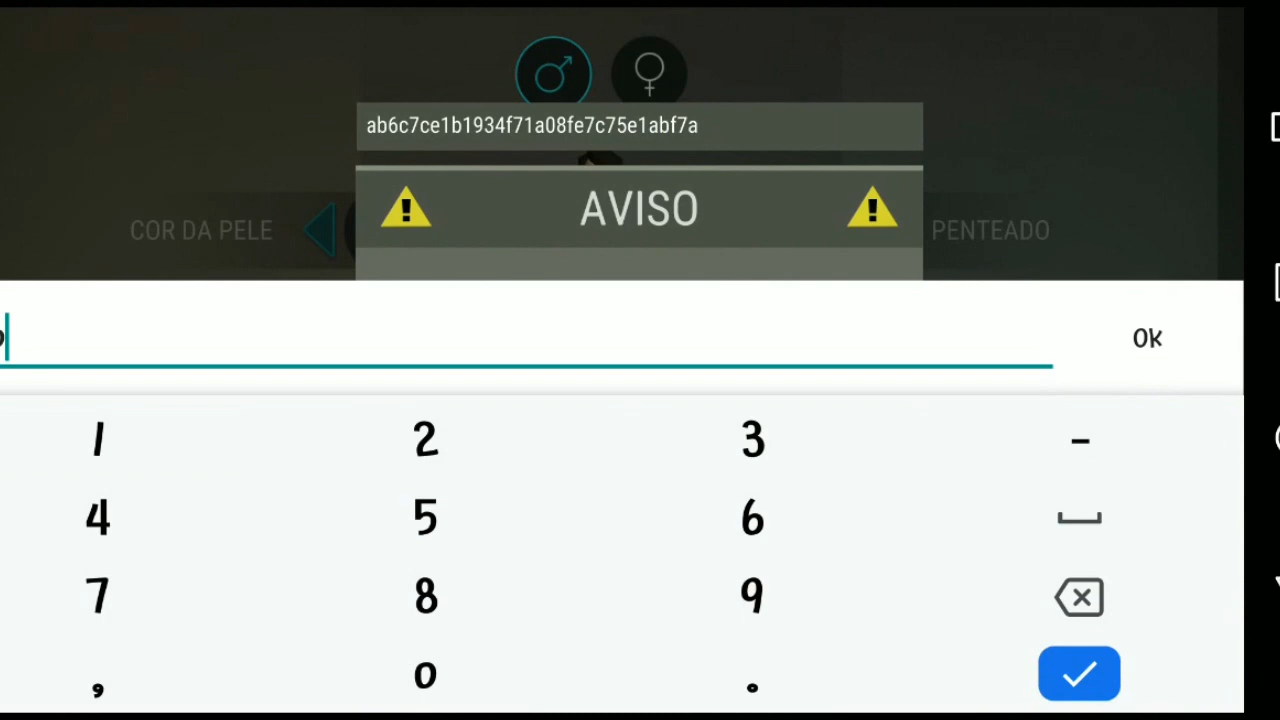 ab6c7ce1b1934f71a08fe7c75e1abf7a
AVISO
COR DA PELE
PENTEADO
OK
1 2 3 -
4 5 6
7 8 9
, 0 .